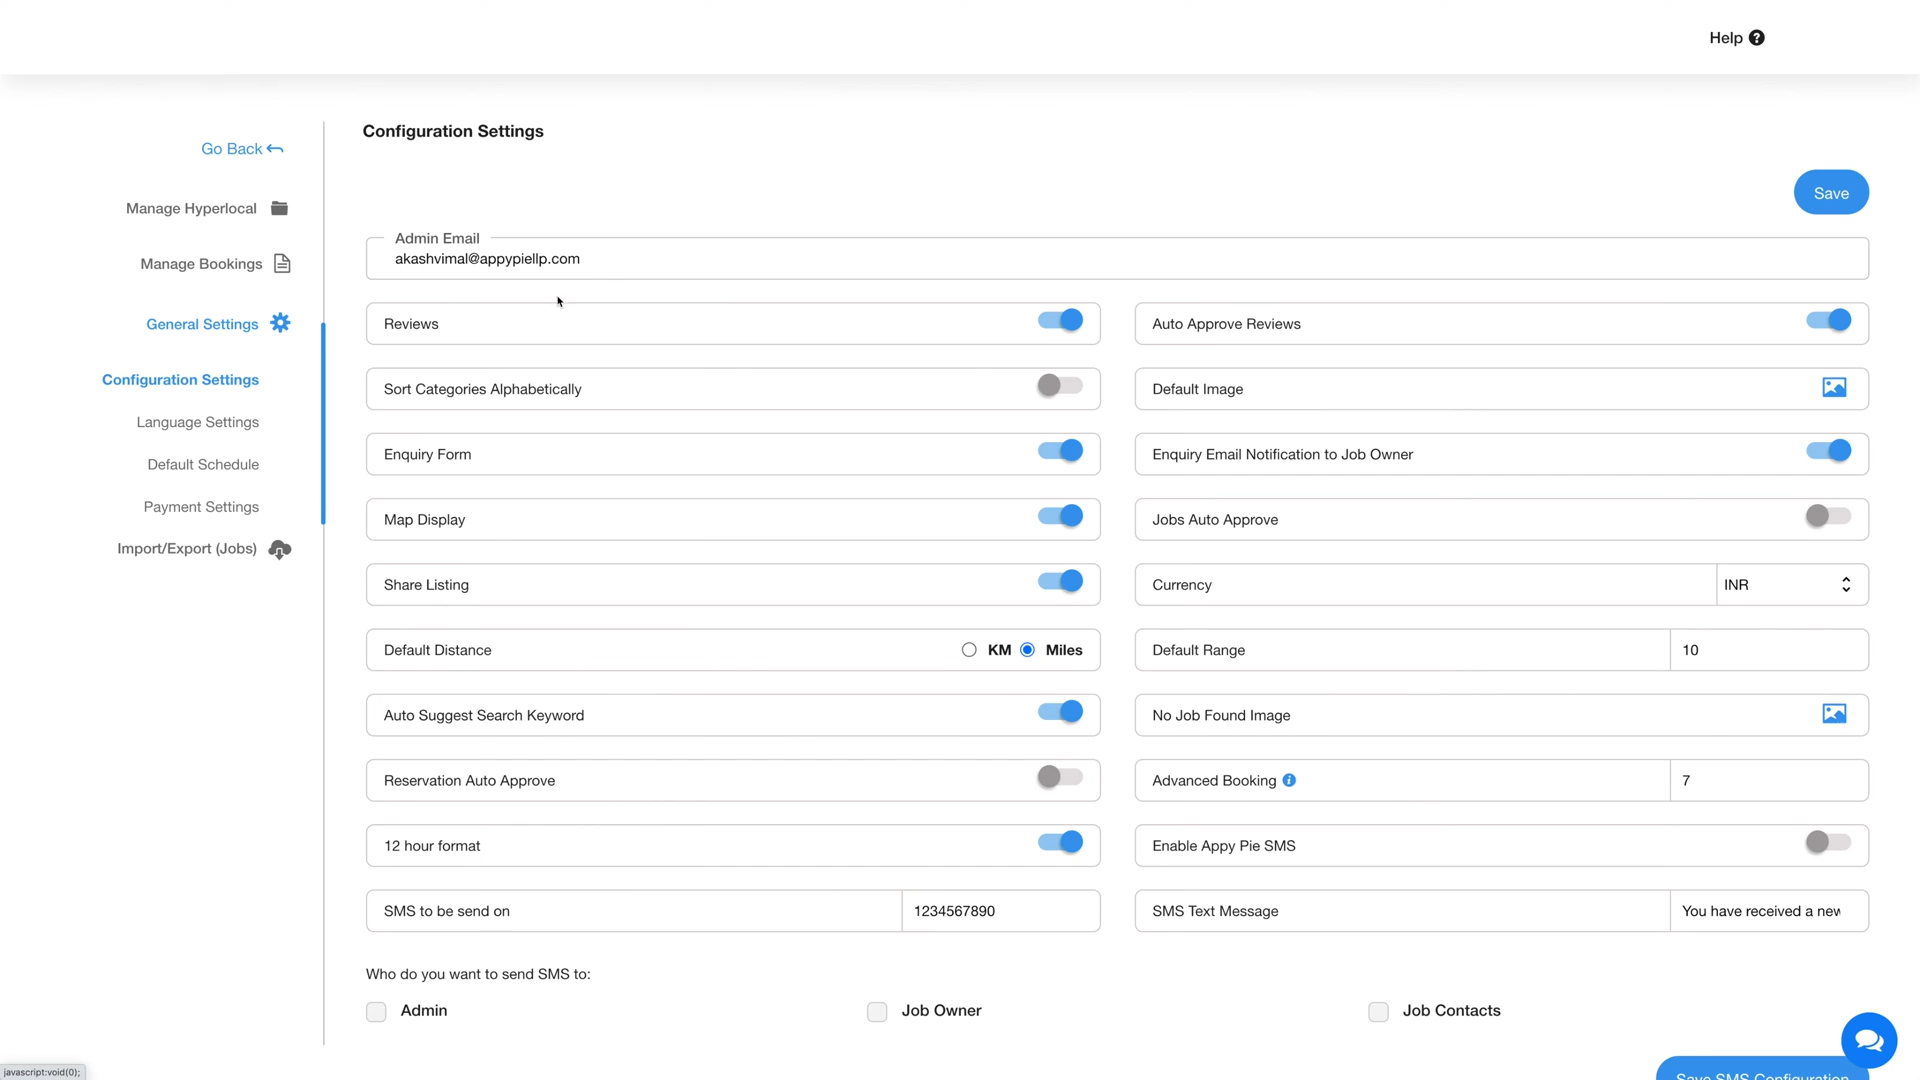 Help
Configuration Settings
Go Back
Save
Manage Hyperlocal
Admin Email
akashvimal@appypiellp.com
Manage Bookings
General Settings
Reviews
Auto Approve Reviews
Configuration Settings
Sort Categories Alphabetically
Default Image
Language Settings
Enquiry Form
Enquiry Email Notification to Job Owner
Default Schedule
Payment Settings
Map Display
Jobs Auto Approve
Import/Export (Jobs)
Share Listing
Currency
INR
Default Distance
KM
Miles
Default Range
10
Auto Suggest Search Keyword
No Job Found Image
Reservation Auto Approve
Advanced Booking
7
12 hour format
Enable Appy Pie SMS
SMS to be send on
1234567890
SMS Text Message
You have received a new
Who do you want to send SMS to:
Admin
Job Owner
Job Contacts
javascript:void(0);
Save SMS Configuration